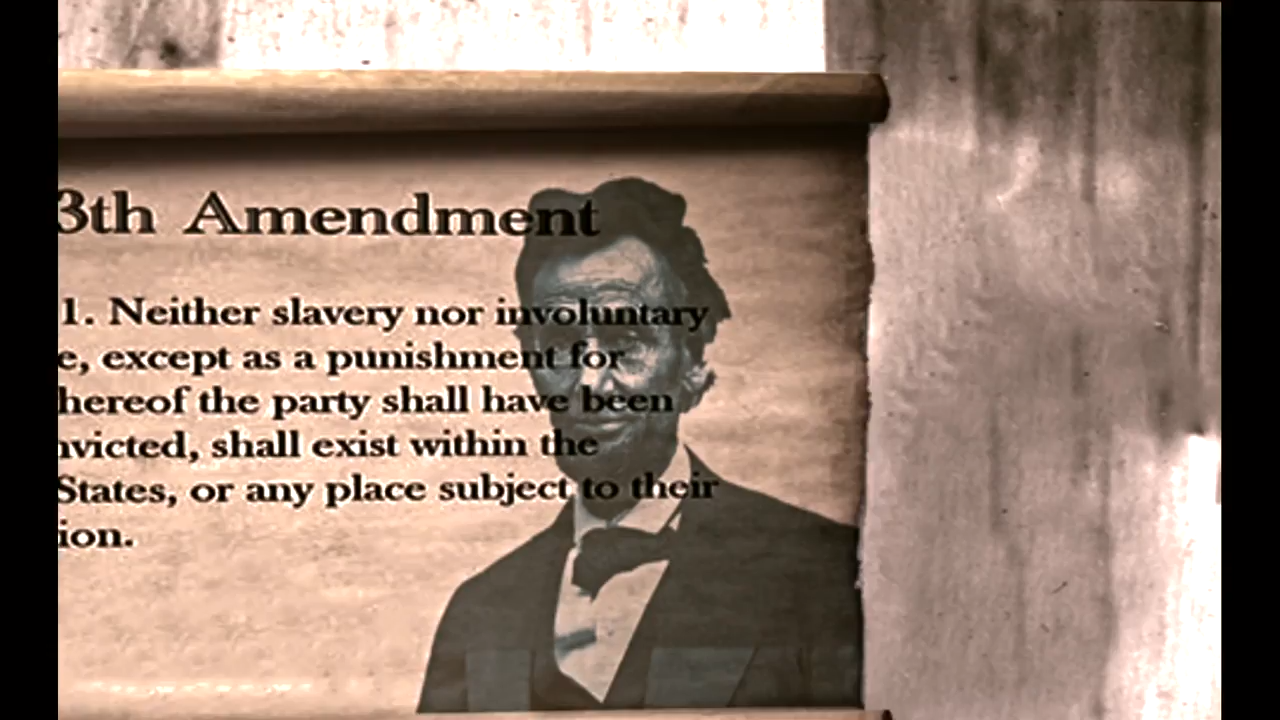 3th Amendment
1. Neither slavery nor involuntary
e, except as a punishment for
hereof the party shall have been
nvicted, shall exist within the
States, or any place subject to their
ion.